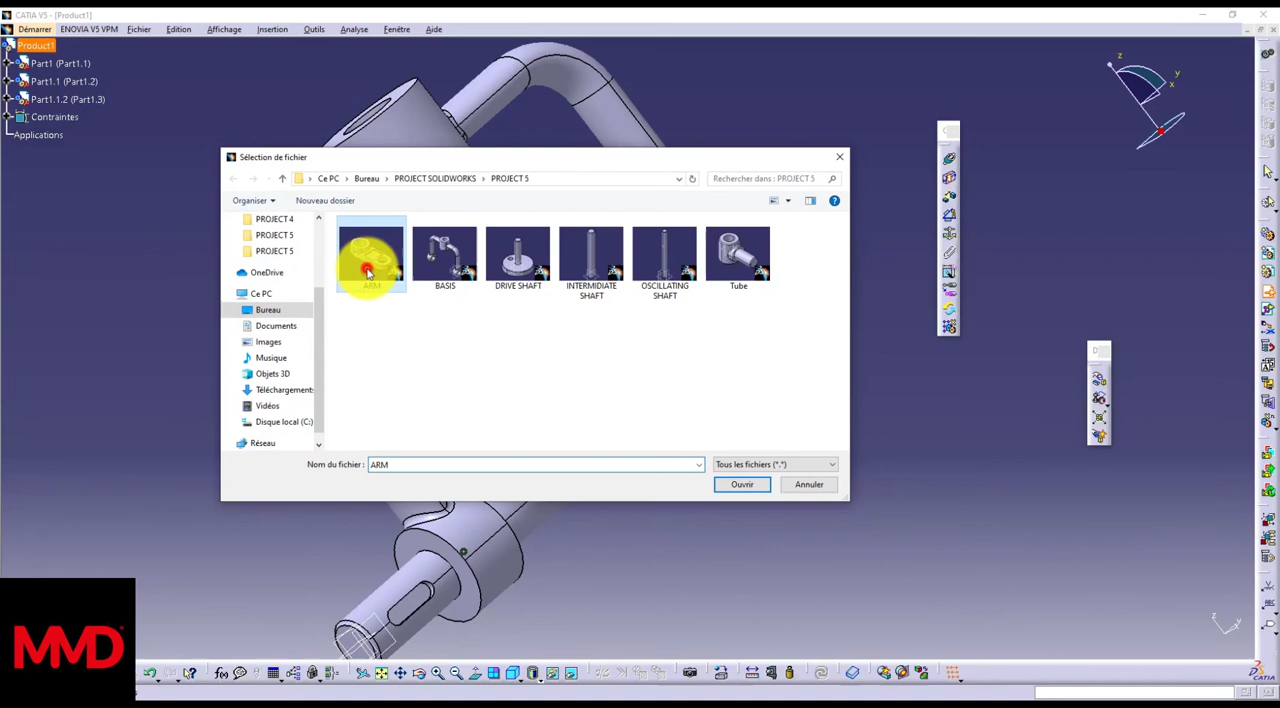 CATIA V5 - [Product1]
Démarrer ENOVIA V5 VPM Fichier Edition Affichage Insertion Outils Analyse Fenêtre Aide
Product1
Part1 (Part1.1)
Part1.1 (Part1.2)
Part1.1.2 (Part1.3)
Contraintes
Applications
z
y
x
Sélection de fichier
Ce PC Bureau PROJECT SOLIDWORKS PROJECT 5
Rechercher dans : PROJECT 5
Organiser Nouveau dossier
PROJECT 4
PROJECT 5
PROJECT 5
OneDrive
Ce PC
Bureau
Documents
Images
Musique
Objets 3D
Téléchargements
Vidéos
Disque local (C:)
Réseau
ARM
BASIS
DRIVE SHAFT
INTERMIDIATE SHAFT
OSCILLATING SHAFT
Tube
Nom du fichier : ARM
Tous les fichiers (*.*)
Ouvrir Annuler
MVD
f(x)
CATIA